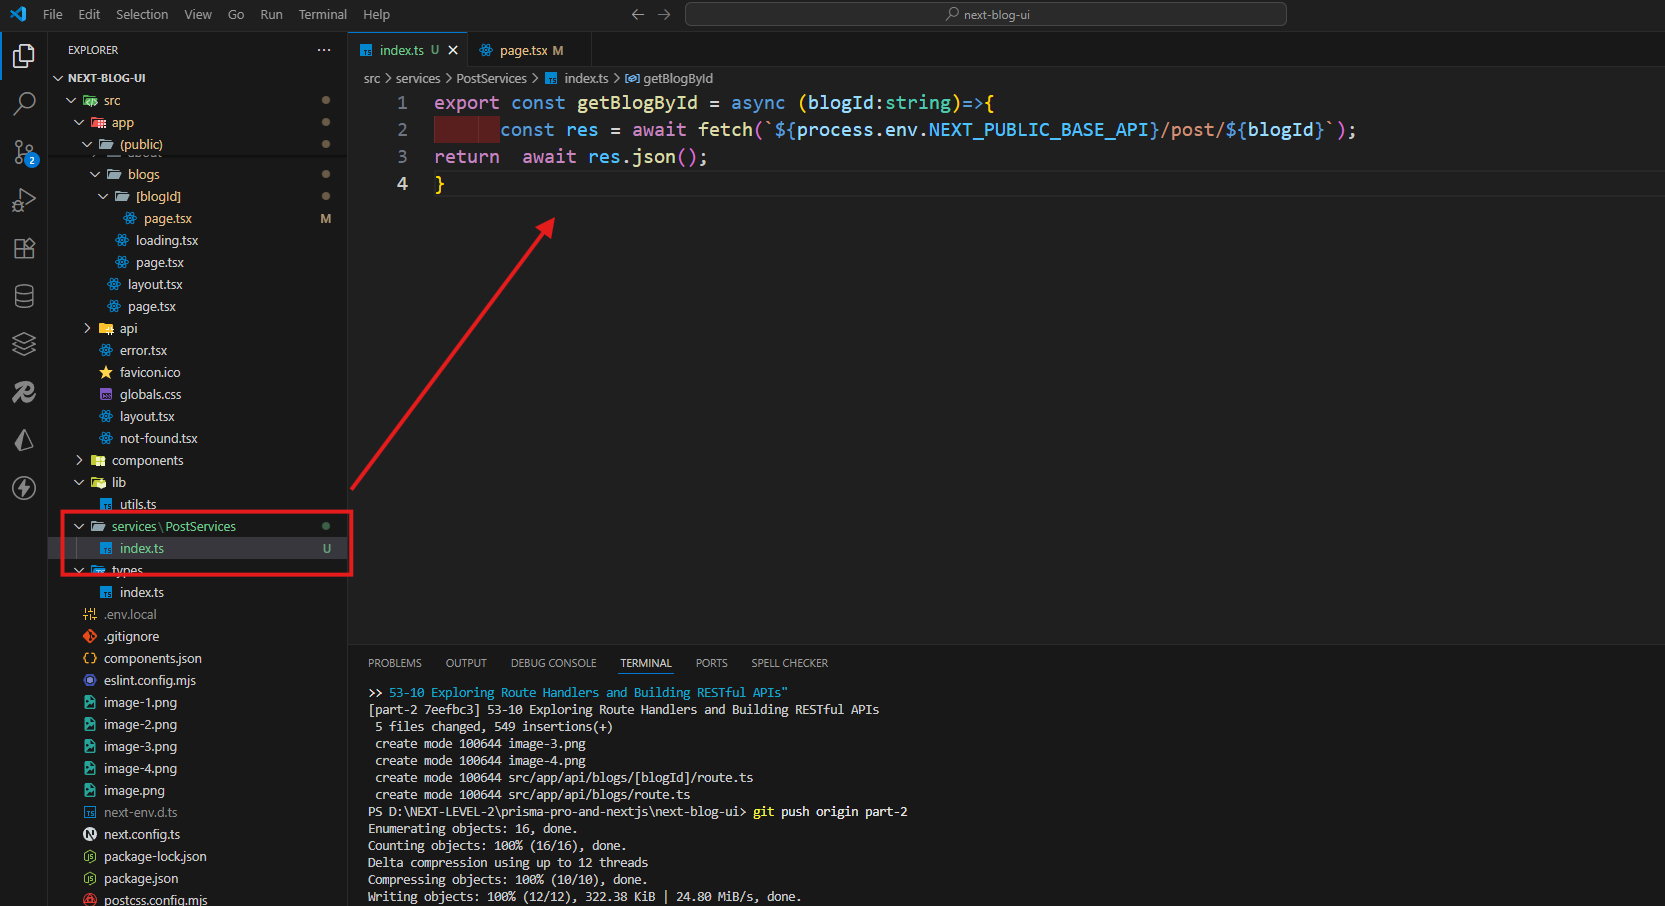 File Edit Selection View Go Run Terminal Help
next-blog-ui
EXPLORER
NEXT-BLOG-UI
src
app
(public)
blogs
[blogId]
page.tsx M
loading.tsx
page.tsx
layout.tsx
page.tsx
api
error.tsx
favicon.ico
globals.css
layout.tsx
not-found.tsx
components
lib
utils.ts
services\PostServices
index.ts U
types
index.ts
.env.local
.gitignore
components.json
eslint.config.mjs
image-1.png
image-2.png
image-3.png
image-4.png
image.png
next-env.d.ts
next.config.ts
package-lock.json
package.json
postcss.config.mjs
2
index.ts U
page.tsx M
src > services > PostServices > index.ts > getBlogById
1 export const getBlogById = async (blogId:string)=>{
2 const res = await fetch(`${process.env.NEXT_PUBLIC_BASE_API}/post/${blogId}`);
3 return await res.json();
4 }
PROBLEMS OUTPUT DEBUG CONSOLE TERMINAL PORTS SPELL CHECKER
>> 53-10 Exploring Route Handlers and Building RESTful APIs"
[part-2 7eefbc3] 53-10 Exploring Route Handlers and Building RESTful APIs
5 files changed, 549 insertions(+)
create mode 100644 image-3.png
create mode 100644 image-4.png
create mode 100644 src/app/api/blogs/[blogId]/route.ts
create mode 100644 src/app/api/blogs/route.ts
PS D:\NEXT-LEVEL-2\prisma-pro-and-nextjs\next-blog-ui> git push origin part-2
Enumerating objects: 16, done.
Counting objects: 100% (16/16), done.
Delta compression using up to 12 threads
Compressing objects: 100% (10/10), done.
Writing objects: 100% (12/12), 322.38 KiB | 24.80 MiB/s, done.